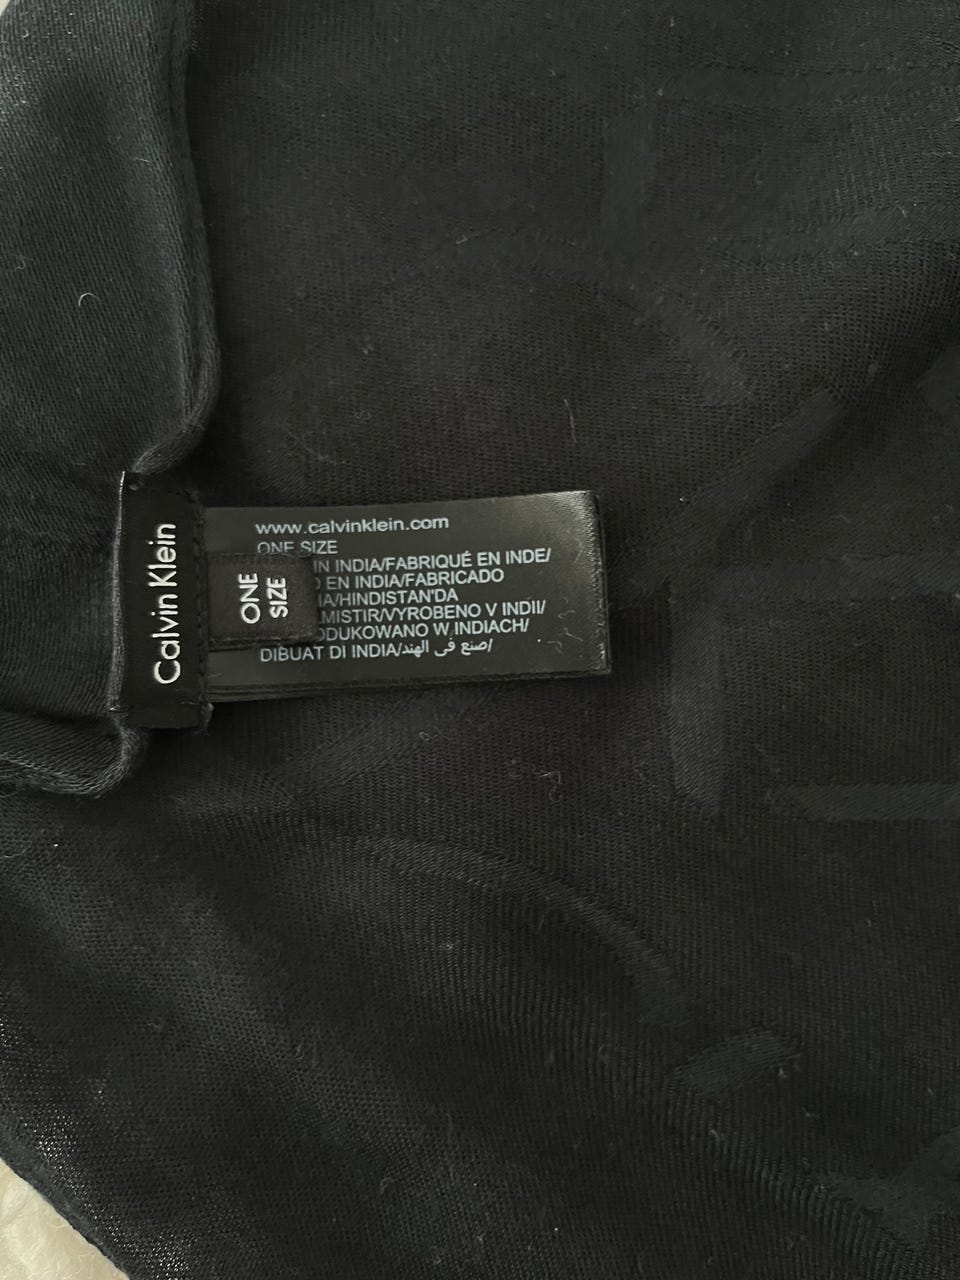 Calvin Klein
ONE
SIZE
www.calvinklein.com
ONE SIZE
IN INDIA/FABRIQUÉ EN INDE/
EN INDIA/FABRICADO
/HINDISTAN'DA
/VYROBENO V INDII/
W INDIACH/
DIBUAT DI INDIA/صنع فى الهند/